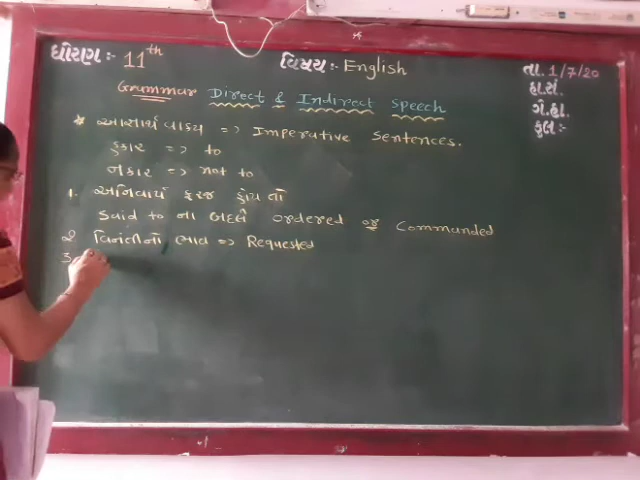 ધોરણ :- 11th વિષય :- English તા. 1/7/20
હા.સં.
ગે.હા.
કુલ :-
Grammar Direct & Indirect Speech
* આજ્ઞાર્થ વાક્ય => Imperative Sentences.
હકાર => to
નકાર => not to
1. અનિવાર્ય ફરજ હોય તો
Said to ના બદલે ordered or Commanded
2 વિનંતીનો ભાવ => Requested
3